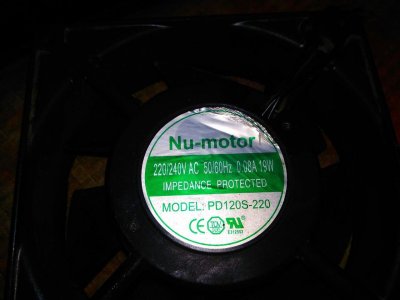 Nu-motor
220/240V AC 50/60Hz 0.08A 19W
IMPEDANCE PROTECTED
MODEL: PD120S-220